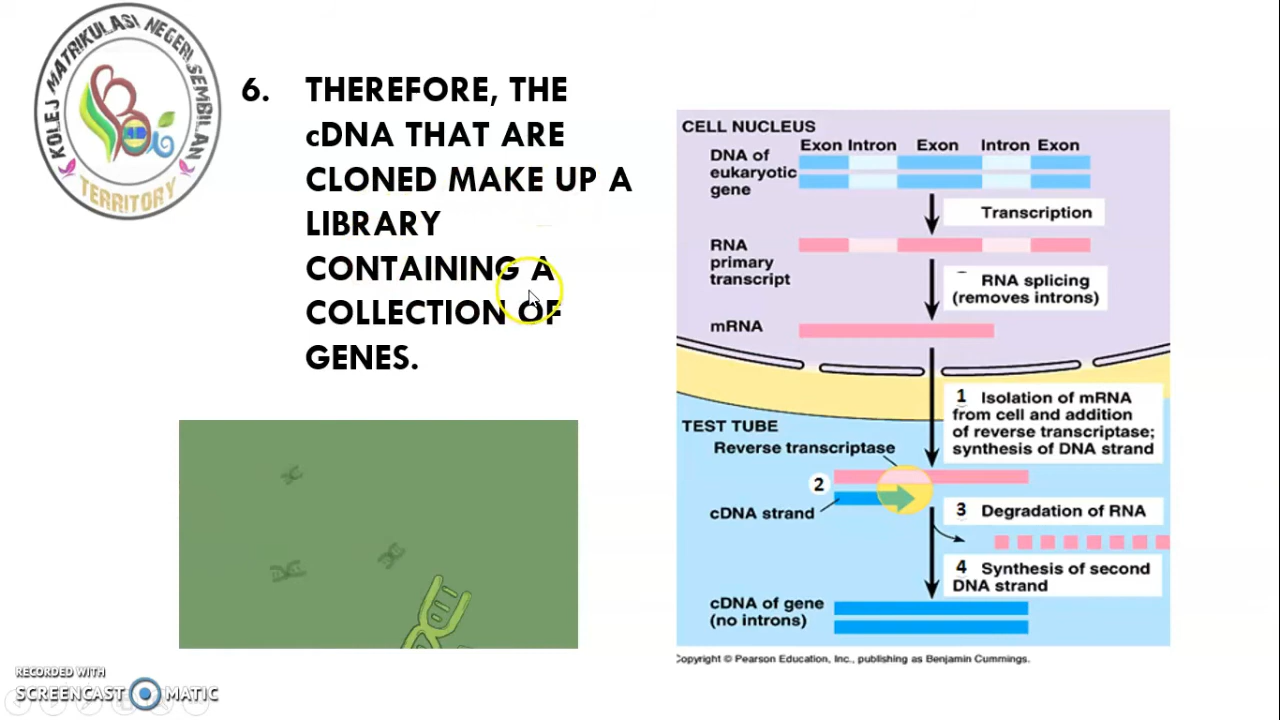 KOLEJ MATRIKULASI NEGERI SEMBILAN
TERRITORY
6. THEREFORE, THE
cDNA THAT ARE
CLONED MAKE UP A
LIBRARY
CONTAINING A
COLLECTION OF
GENES.
CELL NUCLEUS
Exon Intron Exon Intron Exon
DNA of
eukaryotic
gene
Transcription
RNA
primary
transcript
RNA splicing
(removes introns)
mRNA
1 Isolation of mRNA
from cell and addition
of reverse transcriptase;
synthesis of DNA strand
TEST TUBE
Reverse transcriptase
2
cDNA strand
3 Degradation of RNA
4 Synthesis of second
DNA strand
cDNA of gene
(no introns)
Copyright © Pearson Education, Inc., publishing as Benjamin Cummings.
RECORDED WITH
SCREENCAST MATIC